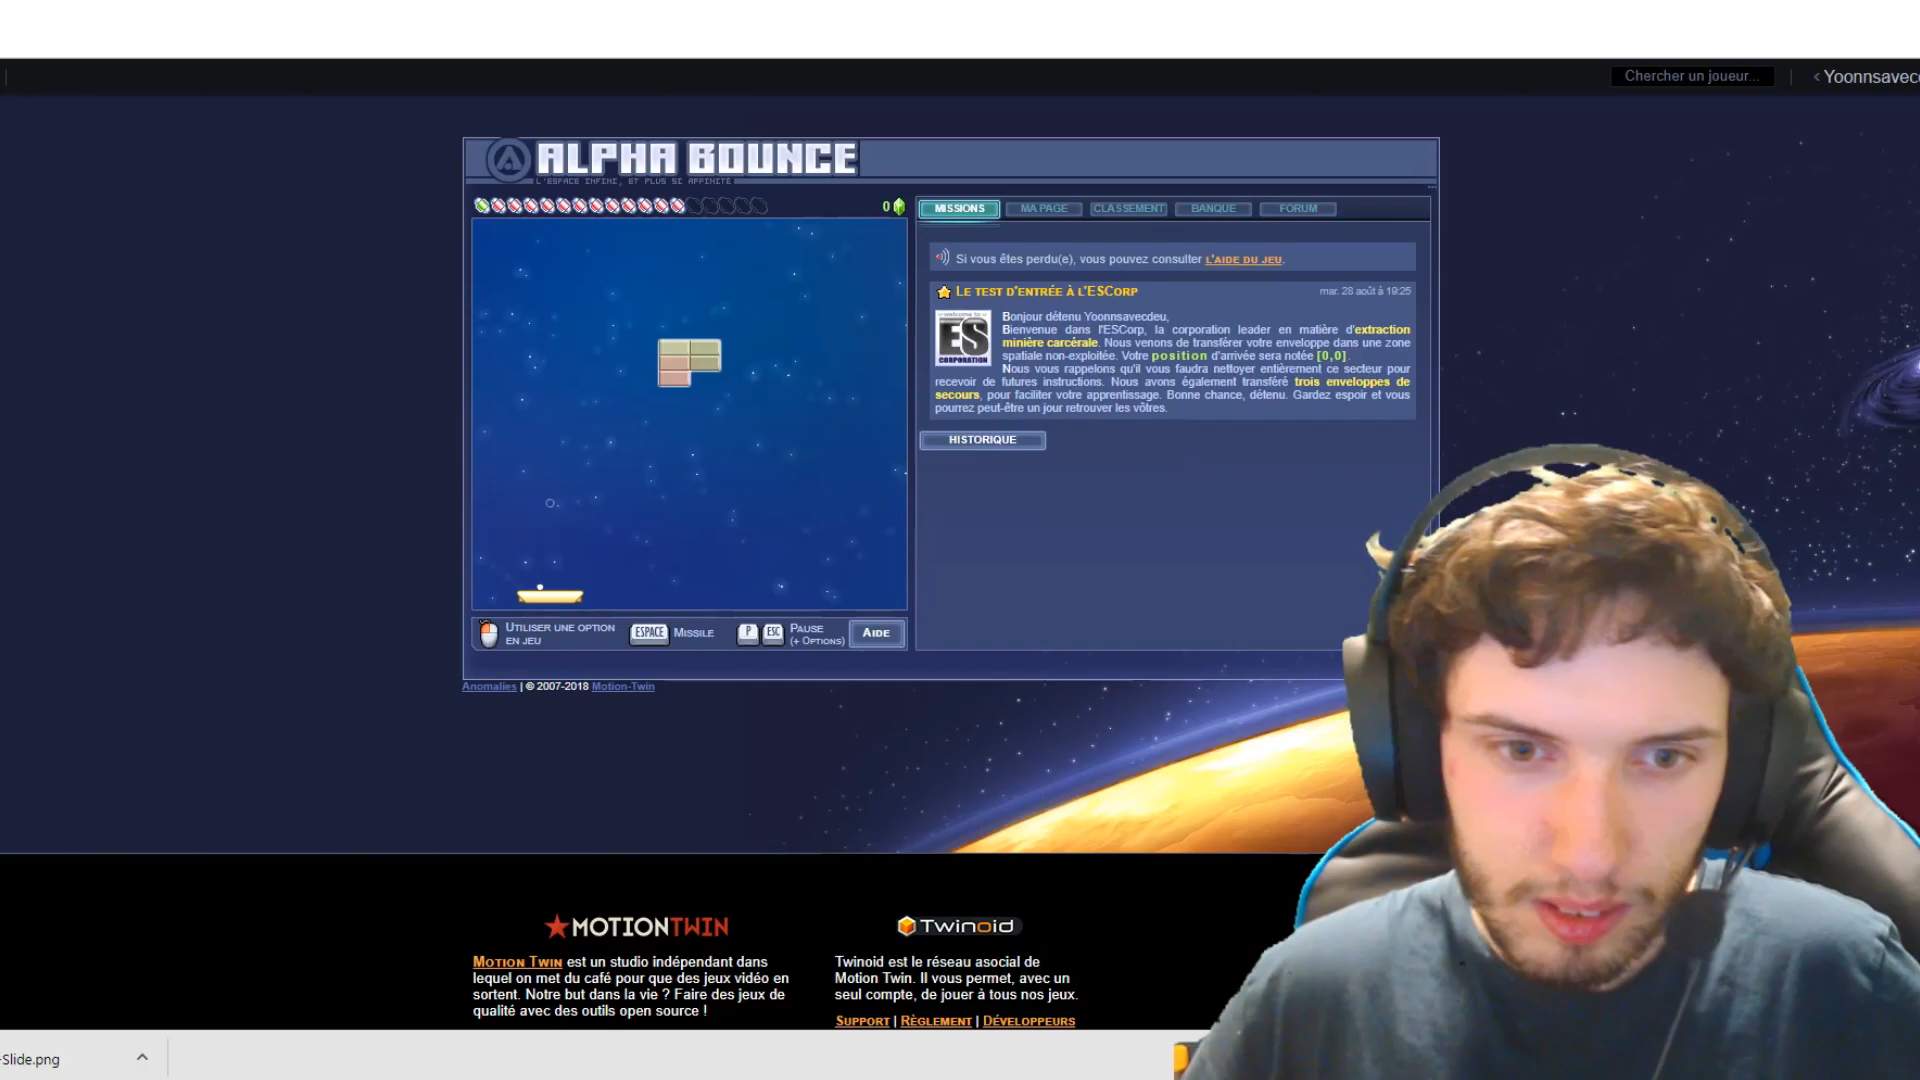 Chercher un joueur...
< Yoonnsavec
ALPHA BOUNCE
L'ESPACE INFINI, ET PLUS SI AFFINITÉ
0
MISSIONS
MA PAGE
CLASSEMENT
BANQUE
FORUM
Si vous êtes perdu(e), vous pouvez consulter L'AIDE DU JEU.
LE TEST D'ENTRÉE À L'ESCORP
mar. 28 août à 19:25
welcome to
ES
CORPORATION
Bonjour détenu Yoonnsavecdeu,
Bienvenue dans l'ESCorp, la corporation leader en matière d'extraction
minière carcérale. Nous venons de transférer votre enveloppe dans une zone
spatiale non-exploitée. Votre position d'arrivée sera notée [0,0].
Nous vous rappelons qu'il vous faudra nettoyer entièrement ce secteur pour
recevoir de futures instructions. Nous avons également transféré trois enveloppes de
secours, pour faciliter votre apprentissage. Bonne chance, détenu. Gardez espoir et vous
pourrez peut-être un jour retrouver les vôtres.
HISTORIQUE
UTILISER UNE OPTION
EN JEU
ESPACE MISSILE
P ESC PAUSE
(+ OPTIONS)
AIDE
Anomalies | © 2007-2018 Motion-Twin
MOTIONTWIN
MOTION TWIN est un studio indépendant dans
lequel on met du café pour que des jeux vidéo en
sortent. Notre but dans la vie ? Faire des jeux de
qualité avec des outils open source !
Twinoid
Twinoid est le réseau asocial de
Motion Twin. Il vous permet, avec un
seul compte, de jouer à tous nos jeux.
SUPPORT | RÈGLEMENT | DÉVELOPPEURS
-Slide.png